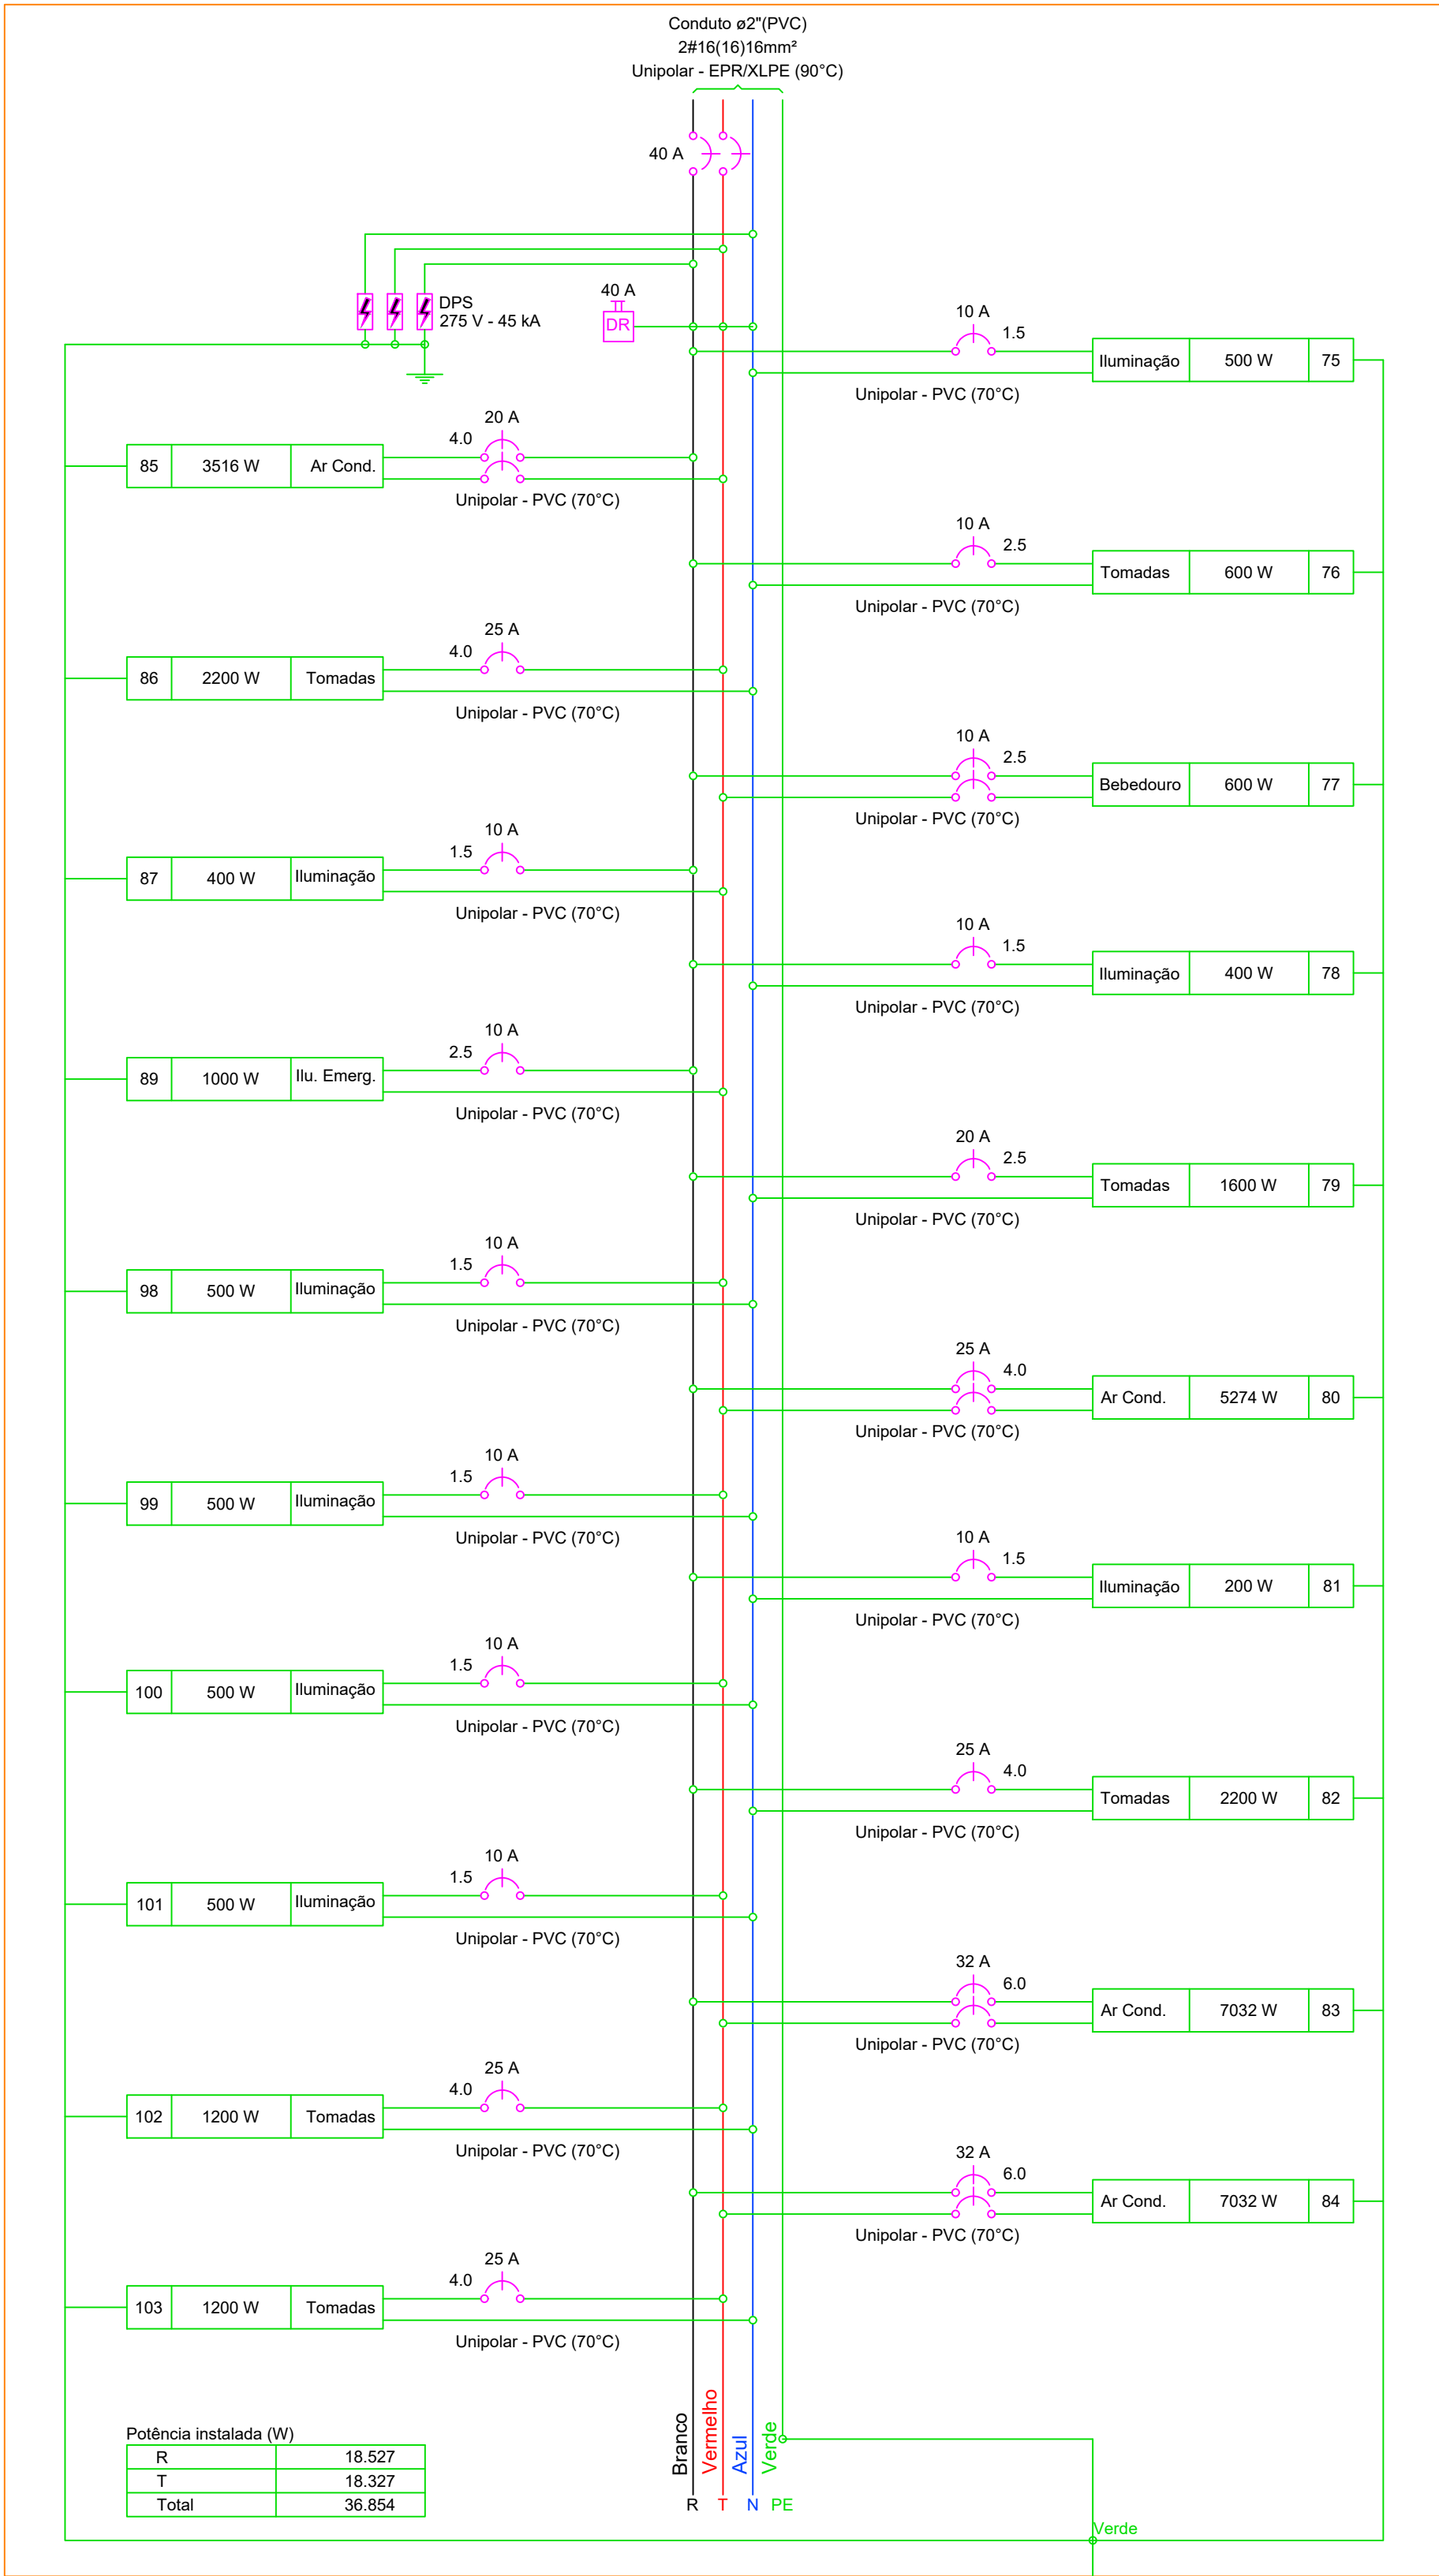 Conduto ø2"(PVC)
2#16(16)16mm²
Unipolar - EPR/XLPE (90°C)
40 A
DPS
275 V - 45 kA
40 A
DR
10 A
1.5
Iluminação 500 W 75
Unipolar - PVC (70°C)
20 A
4.0
85 3516 W Ar Cond.
Unipolar - PVC (70°C)
10 A
2.5
Tomadas 600 W 76
Unipolar - PVC (70°C)
25 A
4.0
86 2200 W Tomadas
Unipolar - PVC (70°C)
10 A
2.5
Bebedouro 600 W 77
Unipolar - PVC (70°C)
10 A
1.5
87 400 W Iluminação
Unipolar - PVC (70°C)
10 A
1.5
Iluminação 400 W 78
Unipolar - PVC (70°C)
10 A
2.5
89 1000 W Ilu. Emerg.
Unipolar - PVC (70°C)
20 A
2.5
Tomadas 1600 W 79
Unipolar - PVC (70°C)
10 A
1.5
98 500 W Iluminação
Unipolar - PVC (70°C)
25 A
4.0
Ar Cond. 5274 W 80
Unipolar - PVC (70°C)
10 A
1.5
99 500 W Iluminação
Unipolar - PVC (70°C)
10 A
1.5
Iluminação 200 W 81
Unipolar - PVC (70°C)
10 A
1.5
100 500 W Iluminação
Unipolar - PVC (70°C)
25 A
4.0
Tomadas 2200 W 82
Unipolar - PVC (70°C)
10 A
1.5
101 500 W Iluminação
Unipolar - PVC (70°C)
32 A
6.0
Ar Cond. 7032 W 83
Unipolar - PVC (70°C)
25 A
4.0
102 1200 W Tomadas
Unipolar - PVC (70°C)
32 A
6.0
Ar Cond. 7032 W 84
Unipolar - PVC (70°C)
25 A
4.0
103 1200 W Tomadas
Unipolar - PVC (70°C)
Potência instalada (W)
R 18.527
T 18.327
Total 36.854
Branco
Vermelho
Azul
Verde
R T N PE
Verde